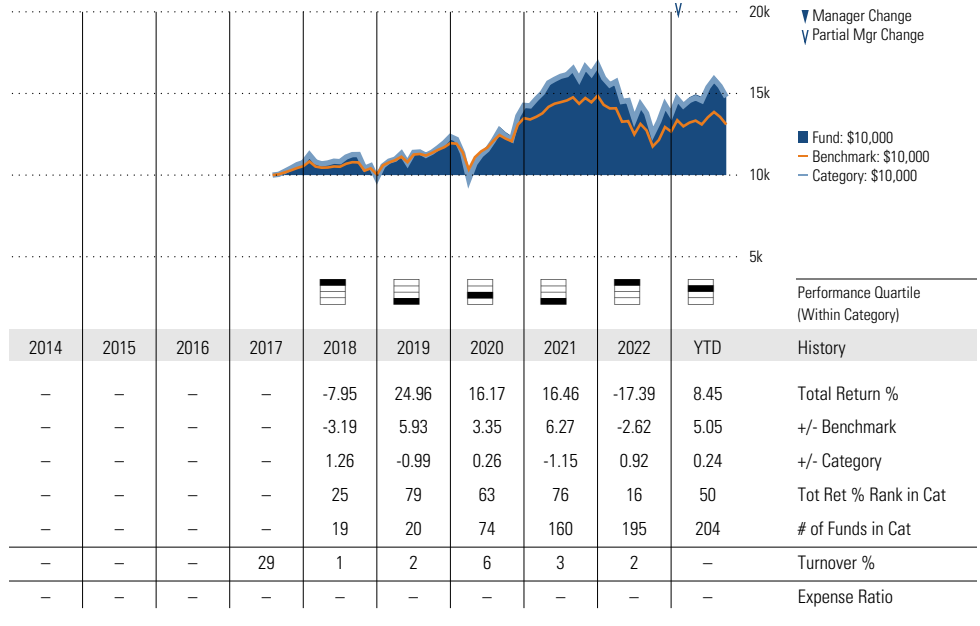 20k
Manager Change
Partial Mgr Change
15k
Fund: $10,000
Benchmark: $10,000
Category: $10,000
10k
5k
Performance Quartile
(Within Category)
2014 2015 2016 2017 2018 2019 2020 2021 2022 YTD History
– – – – -7.95 24.96 16.17 16.46 -17.39 8.45 Total Return %
– – – – -3.19 5.93 3.35 6.27 -2.62 5.05 +/- Benchmark
– – – – 1.26 -0.99 0.26 -1.15 0.92 0.24 +/- Category
– – – – 25 79 63 76 16 50 Tot Ret % Rank in Cat
– – – – 19 20 74 160 195 204 # of Funds in Cat
– – – 29 1 2 6 3 2 – Turnover %
– – – – – – – – – – Expense Ratio